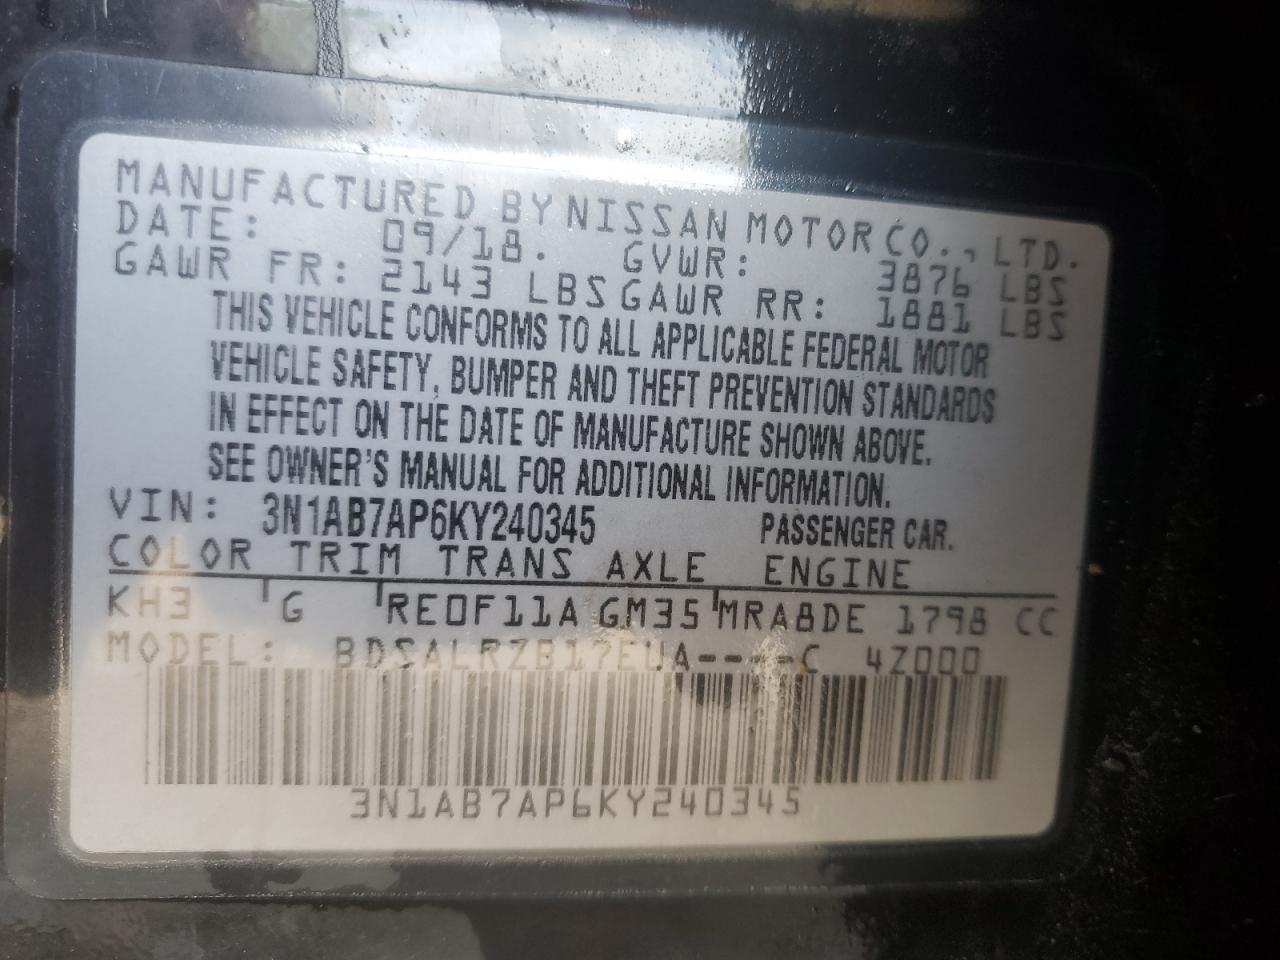 MANUFACTURED BY NISSAN MOTOR CO., LTD.
DATE: 09/18. GVWR: 3876 LBS
GAWR FR: 2143 LBS GAWR RR: 1881 LBS
THIS VEHICLE CONFORMS TO ALL APPLICABLE FEDERAL MOTOR
VEHICLE SAFETY, BUMPER AND THEFT PREVENTION STANDARDS
IN EFFECT ON THE DATE OF MANUFACTURE SHOWN ABOVE.
SEE OWNER'S MANUAL FOR ADDITIONAL INFORMATION.
VIN: 3N1AB7AP6KY240345 PASSENGER CAR.
COLOR TRIM TRANS AXLE ENGINE
KH3 G RE0F11A GM35 MRA8DE 1798 CC
MODEL: BDSALRZB17EUA----C 4Z000
3N1AB7AP6KY240345